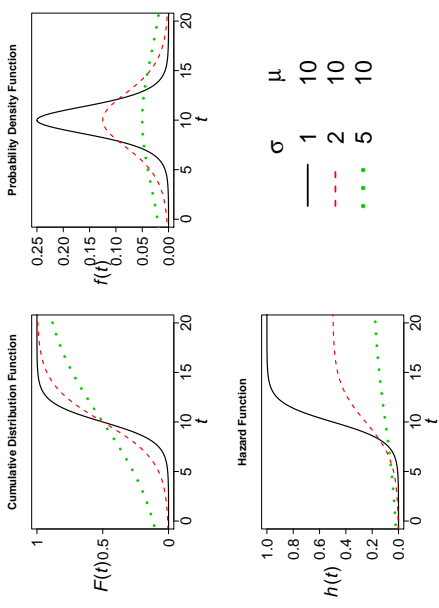 Cumulative Distribution Function
F(t)
1
0.5
0
0 5 10 15 20
t
Probability Density Function
f(t)
0.25
0.20
0.15
0.10
0.05
0.00
0 5 10 15 20
t
Hazard Function
h(t)
1.0
0.8
0.6
0.4
0.2
0.0
0 5 10 15 20
t
σ μ
1 10
2 10
5 10